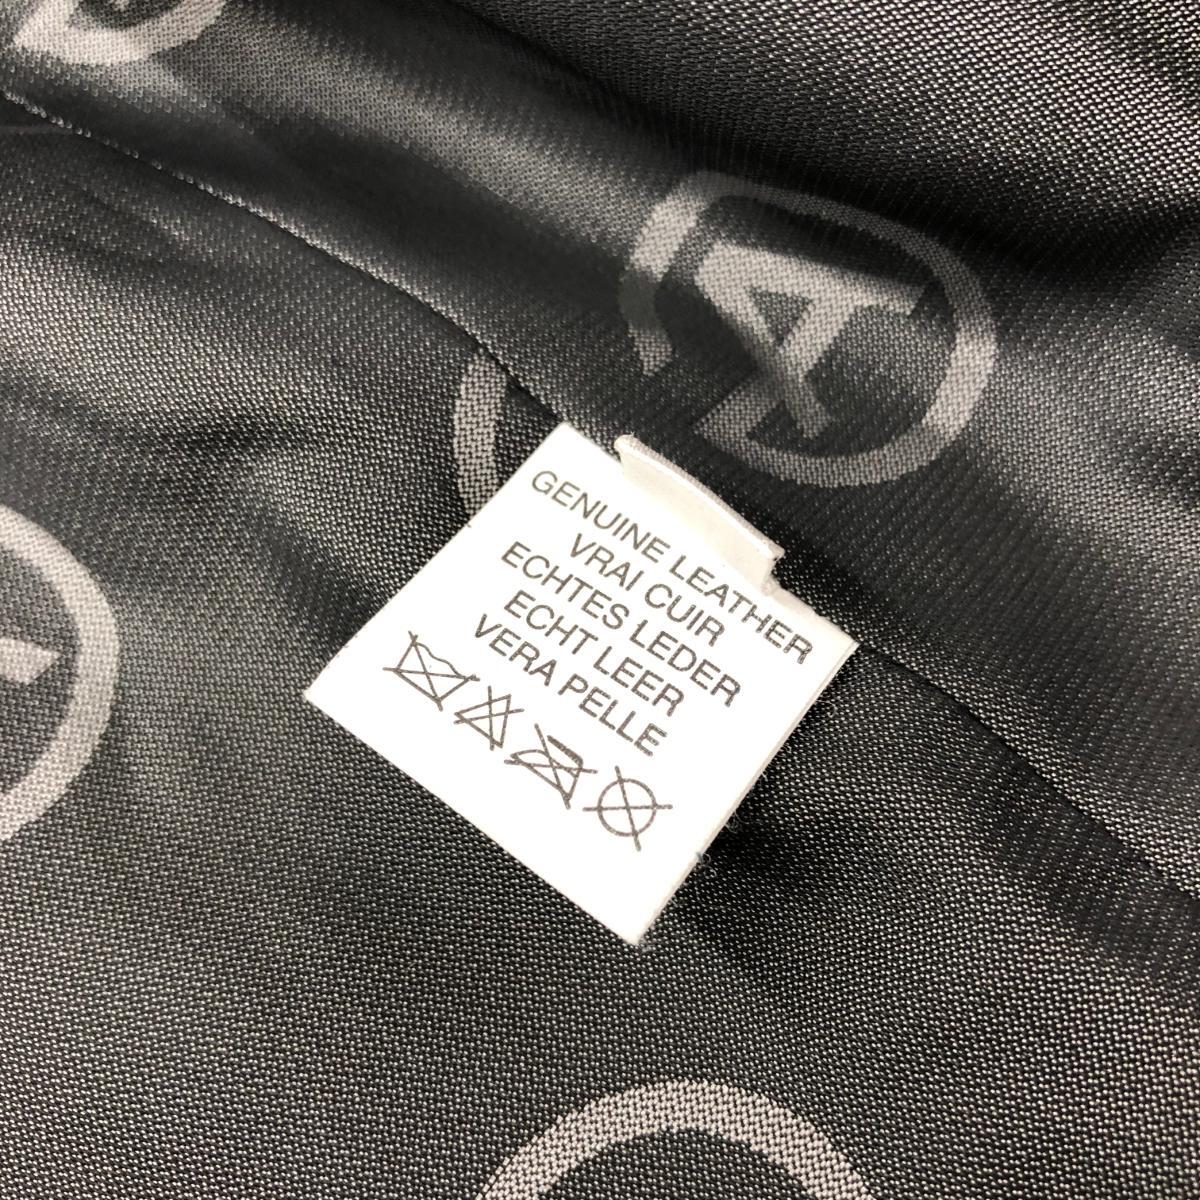 GENUINE LEATHER
VRAI CUIR
ECHTES LEDER
ECHT LEER
VERA PELLE
A